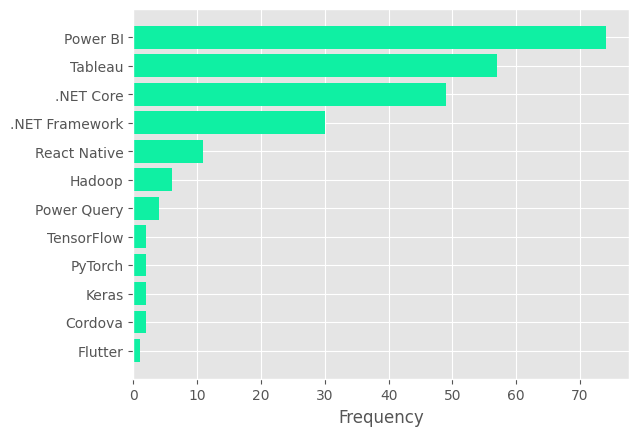 Power BI
Tableau
.NET Core
.NET Framework
React Native
Hadoop
Power Query
TensorFlow
PyTorch
Keras
Cordova
Flutter
0 10 20 30 40 50 60 70
Frequency